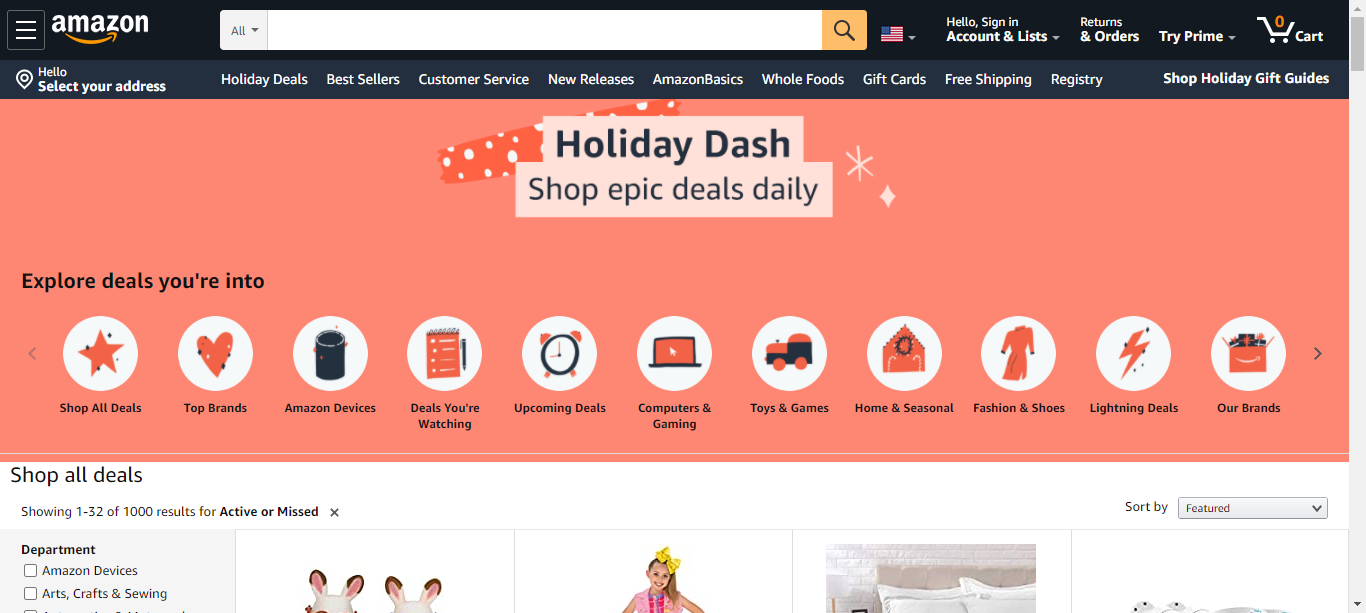 amazon
All
Hello, Sign in
Account & Lists
Returns
& Orders
Try Prime
0
Cart
Hello
Select your address
Holiday Deals
Best Sellers
Customer Service
New Releases
AmazonBasics
Whole Foods
Gift Cards
Free Shipping
Registry
Shop Holiday Gift Guides
Holiday Dash
Shop epic deals daily
Explore deals you're into
Shop All Deals
Top Brands
Amazon Devices
Deals You're
Watching
Upcoming Deals
Computers &
Gaming
Toys & Games
Home & Seasonal
Fashion & Shoes
Lightning Deals
Our Brands
Shop all deals
Showing 1-32 of 1000 results for Active or Missed
Sort by
Featured
Department
Amazon Devices
Arts, Crafts & Sewing